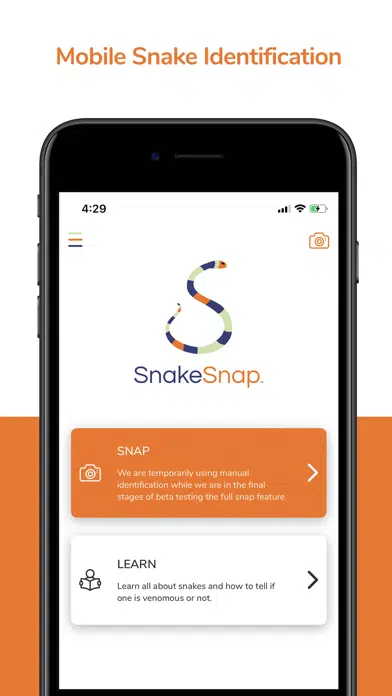 Mobile Snake Identification
4:29
SnakeSnap™
SNAP
We are temporarily using manual
identification while we are in the final
stages of beta testing the full snap feature.
LEARN
Learn all about snakes and how to tell if
one is venomous or not.